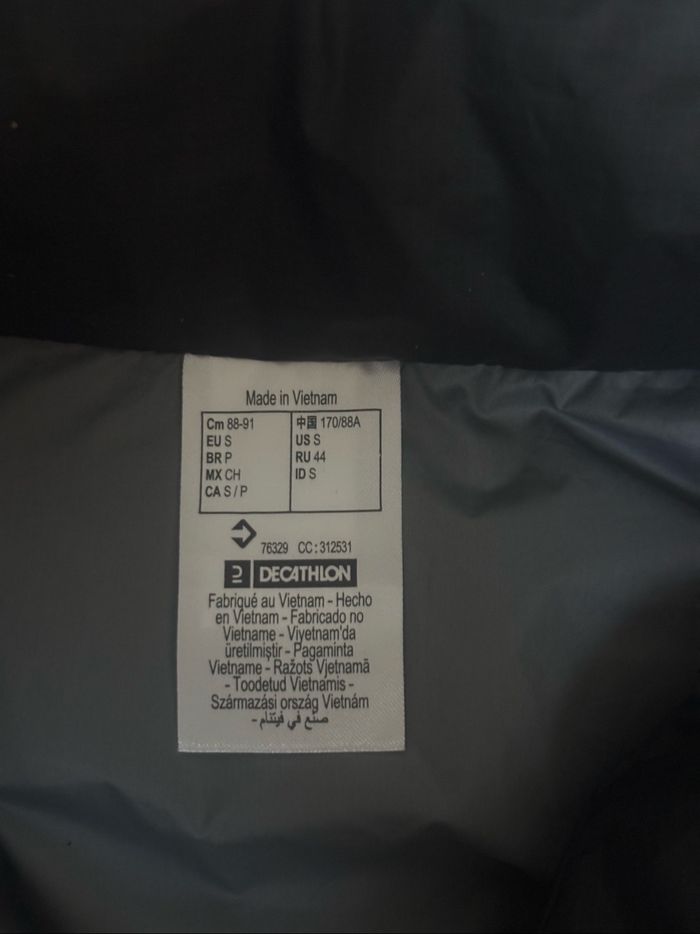 Made in Vietnam
Cm 88-91
EU S
BR P
MX CH
CA S / P
中国 170/88A
US S
RU 44
ID S
76329 CC : 312531
DECATHLON
Fabriqué au Vietnam - Hecho
en Vietnam - Fabricado no
Vietname - Viyetnam'da
üretilmiştir - Pagaminta
Vietname - Ražots Vjetnamā
- Toodetud Vietnamis -
Származási ország Vietnám
- صنع في فيتنام